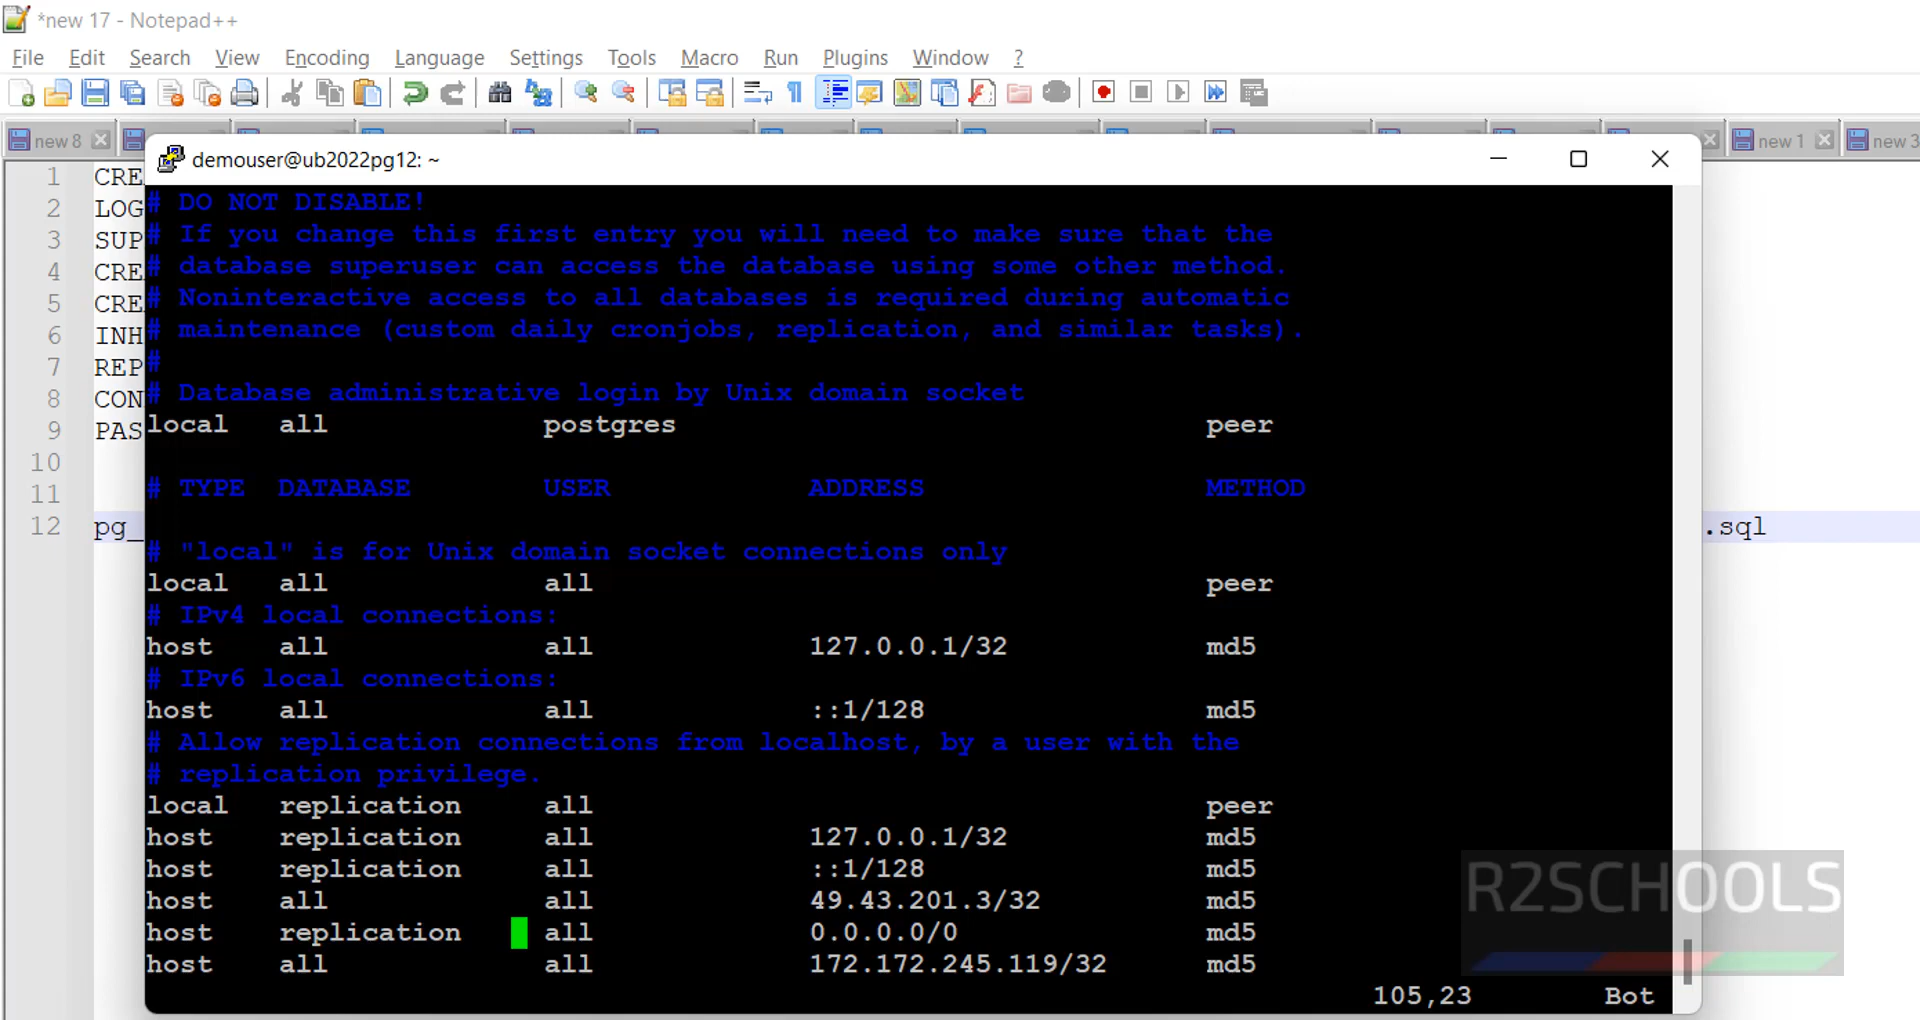 *new 17 - Notepad++
File Edit Search View Encoding Language Settings Tools Macro Run Plugins Window ?
new 8 new 1 new 3
demouser@ub2022pg12: ~
1 CRE
2 LOG
3 SUP
4 CRE
5 CRE
6 INH
7 REP
8 CON
9 PAS
10
11
12 pg_ .sql
# DO NOT DISABLE!
# If you change this first entry you will need to make sure that the
# database superuser can access the database using some other method.
# Noninteractive access to all databases is required during automatic
# maintenance (custom daily cronjobs, replication, and similar tasks).
#
# Database administrative login by Unix domain socket
local all postgres peer
# TYPE DATABASE USER ADDRESS METHOD
# "local" is for Unix domain socket connections only
local all all peer
# IPv4 local connections:
host all all 127.0.0.1/32 md5
# IPv6 local connections:
host all all ::1/128 md5
# Allow replication connections from localhost, by a user with the
# replication privilege.
local replication all peer
host replication all 127.0.0.1/32 md5
host replication all ::1/128 md5
host all all 49.43.201.3/32 md5
host replication all 0.0.0.0/0 md5
host all all 172.172.245.119/32 md5
105,23 Bot
R2SCHOOLS